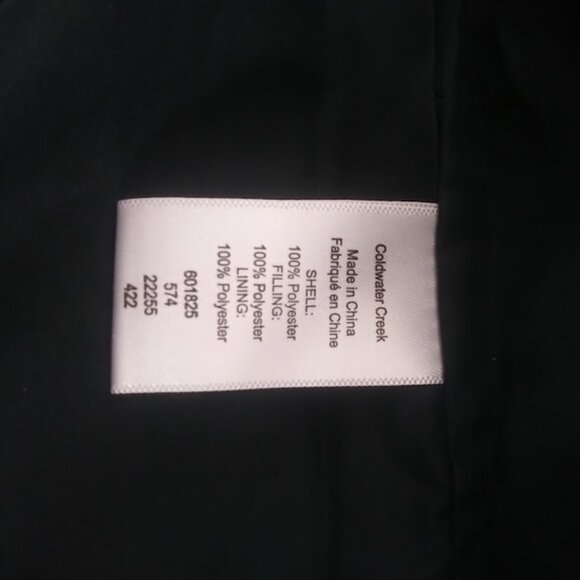 Coldwater Creek
Made in China
Fabriqué en Chine
SHELL:
100% Polyester
FILLING:
100% Polyester
LINING:
100% Polyester
601825
574
22255
422